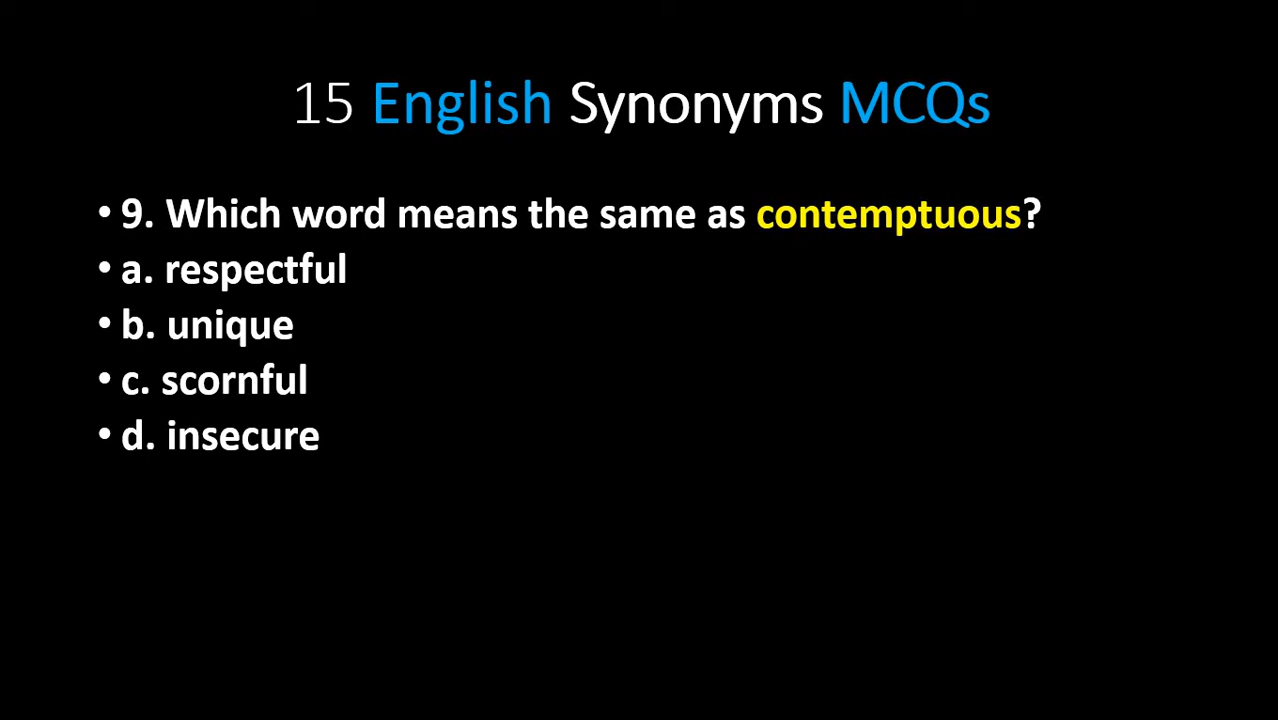 15 English Synonyms MCQs
• 9. Which word means the same as contemptuous?
• a. respectful
• b. unique
• c. scornful
• d. insecure